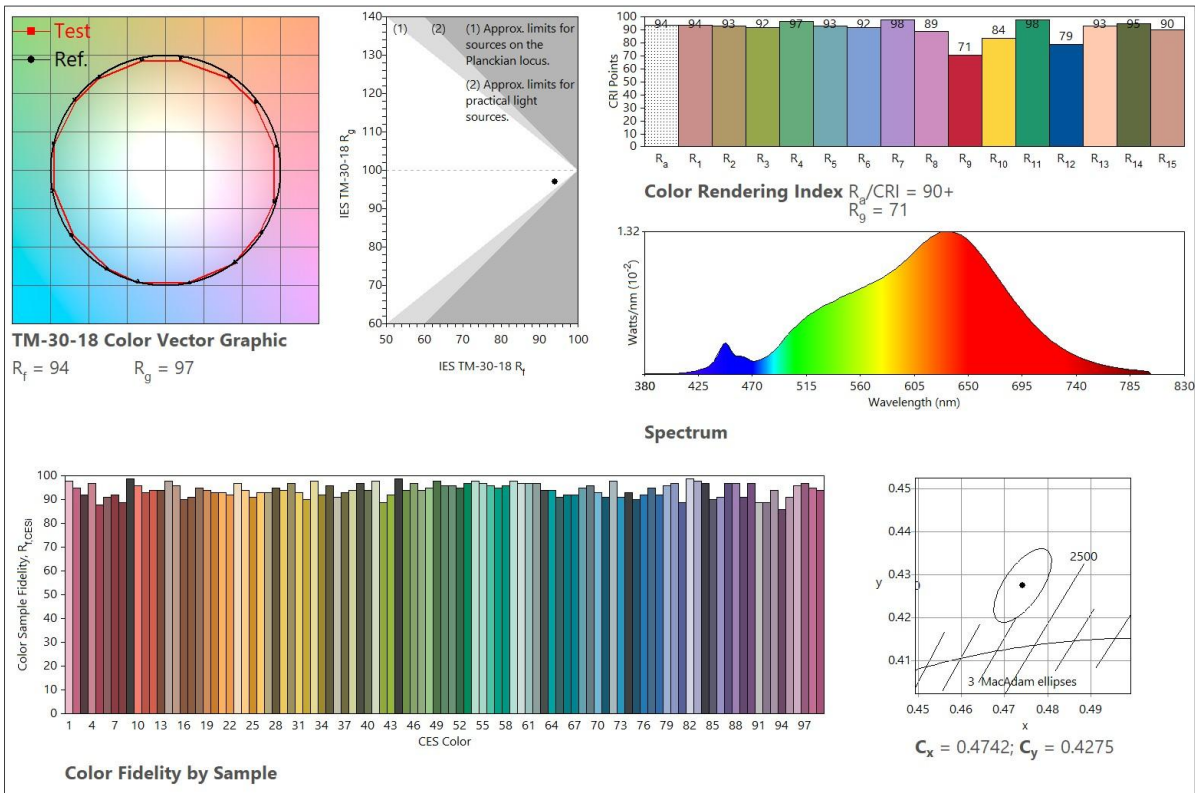 Test
Ref.
TM-30-18 Color Vector Graphic
Rf = 94 Rg = 97
140
130
120
110
100
90
80
70
60
IES TM-30-18 Rg
(1) (2) (1) Approx. limits for
sources on the
Planckian locus.
(2) Approx. limits for
practical light
sources.
50 60 70 80 90 100
IES TM-30-18 Rf
100
90
80
70
60
50
40
30
20
10
0
CRI Points
94 94 93 92 97 93 92 98 89 71 84 98 79 93 95 90
Ra R1 R2 R3 R4 R5 R6 R7 R8 R9 R10 R11 R12 R13 R14 R15
Color Rendering Index Ra/CRI = 90+
R9 = 71
1.32
Watts/nm (10-2)
380 425 470 515 560 605 650 695 740 785 830
Wavelength (nm)
Spectrum
100
90
80
70
60
50
40
30
20
10
0
Color Sample Fidelity, Rf,CESi
1 4 7 10 13 16 19 22 25 28 31 34 37 40 43 46 49 52 55 58 61 64 67 70 73 76 79 82 85 88 91 94 97
CES Color
Color Fidelity by Sample
0.45
0.44
0.43
0.42
0.41
y
2500
3 MacAdam ellipses
0.45 0.46 0.47 0.48 0.49
x
Cx = 0.4742; Cy = 0.4275